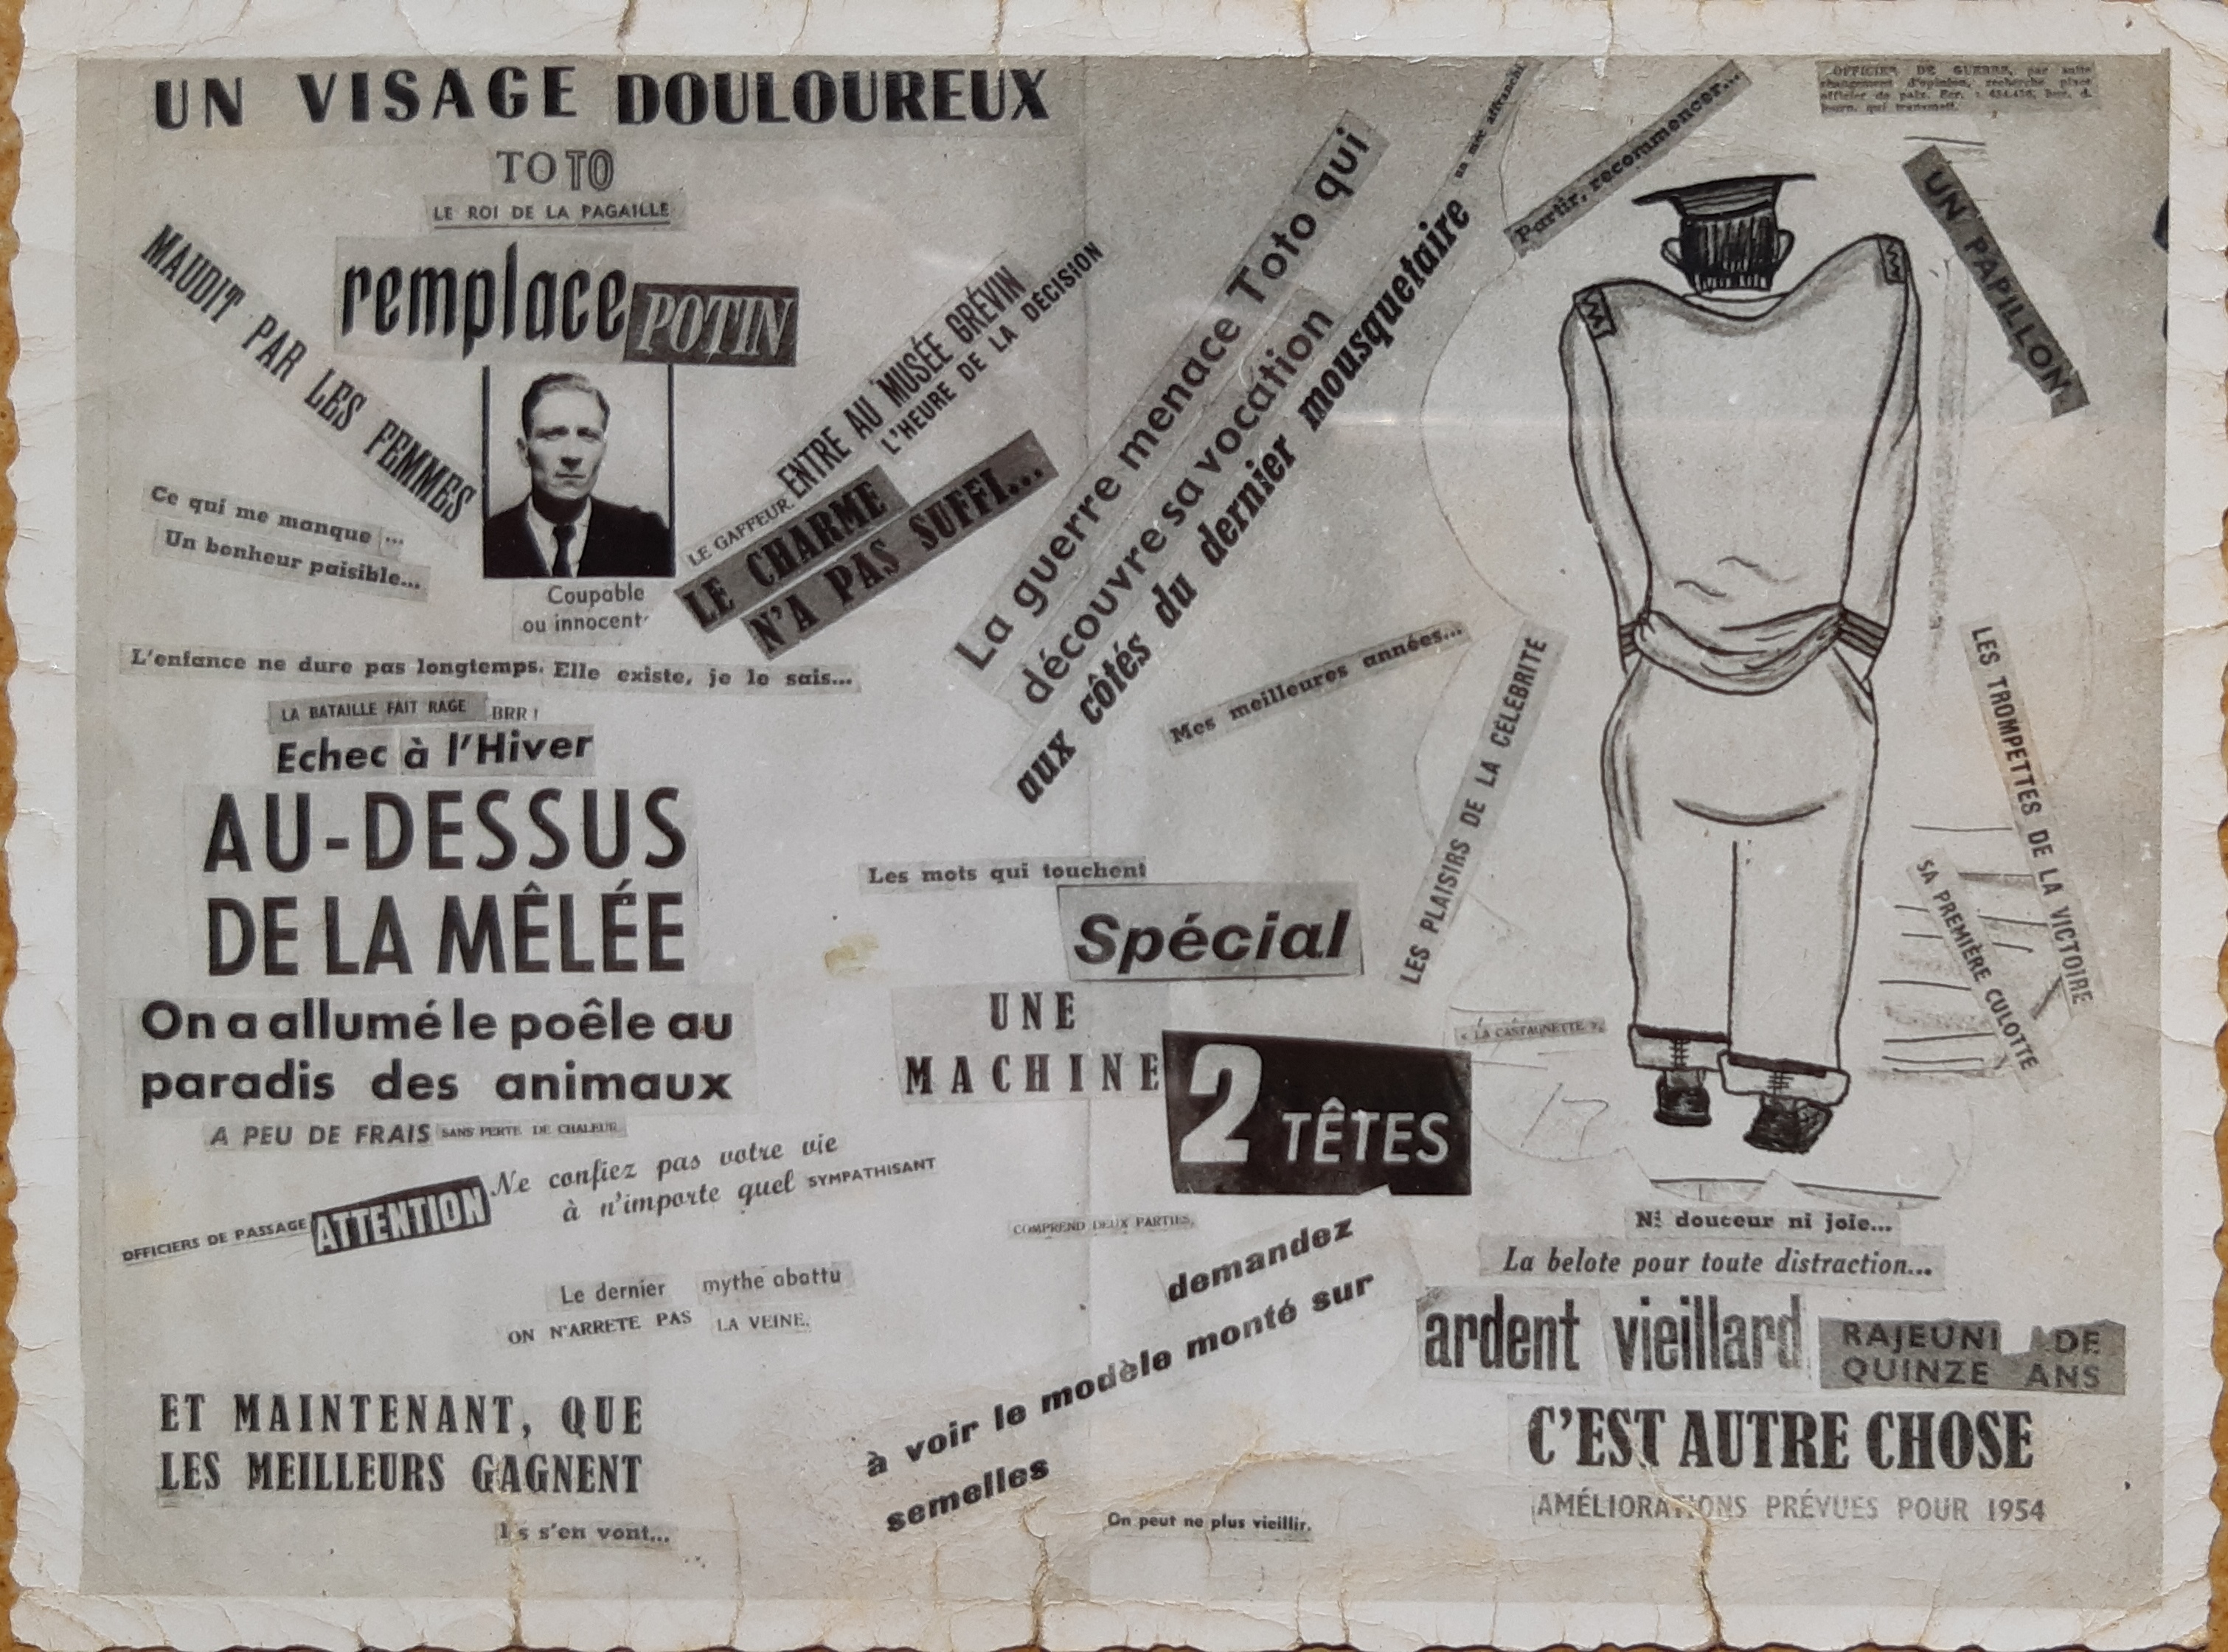 UN VISAGE DOULOUREUX
TOTO
LE ROI DE LA PAGAILLE
remplace POTIN
MAUDIT PAR LES FEMMES
Ce qui me manque ...
Un bonheur paisible...
Coupable
ou innocent
LE GAFFEUR ENTRE AU MUSÉE GRÉVIN
L'HEURE DE LA DÉCISION
LE CHARME
N'A PAS SUFFI...
L'enfance ne dure pas longtemps. Elle existe, je le sais...
LA BATAILLE FAIT RAGE BRR !
Echec à l'Hiver
AU-DESSUS
DE LA MÊLÉE
On a allumé le poêle au
paradis des animaux
A PEU DE FRAIS SANS PERTE DE CHALEUR
OFFICIERS DE PASSAGE ATTENTION Ne confiez pas votre vie
à n'importe quel SYMPATHISANT
Le dernier mythe abattu
ON N'ARRETE PAS LA VEINE.
ET MAINTENANT, QUE
LES MEILLEURS GAGNENT
Ils s'en vont...
La guerre menace Toto qui
découvre sa vocation
aux côtés du dernier mousquetaire
Mes meilleures années...
Les mots qui touchent
Spécial
UNE
MACHINE
2 TÊTES
COMPREND DEUX PARTIES,
demandez
à voir le modèle monté sur
semelles
On peut ne plus vieillir.
Partir, recommencer...
OFFICIER DE GUERRE, par suite
changement d'opinion, recherche place
officier de paix. Ecr. : 454.436, bur. d.
journ. qui transmett.
UN PAPILLON
LES PLAISIRS DE LA CÉLÉBRITÉ
« LA CASTAGNETTE »,
LES TROMPETTES DE LA VICTOIRE
SA PREMIÈRE CULOTTE
17
Ni douceur ni joie...
La belote pour toute distraction...
ardent vieillard RAJEUNI DE
QUINZE ANS
C'EST AUTRE CHOSE
AMÉLIORATIONS PRÉVUES POUR 1954